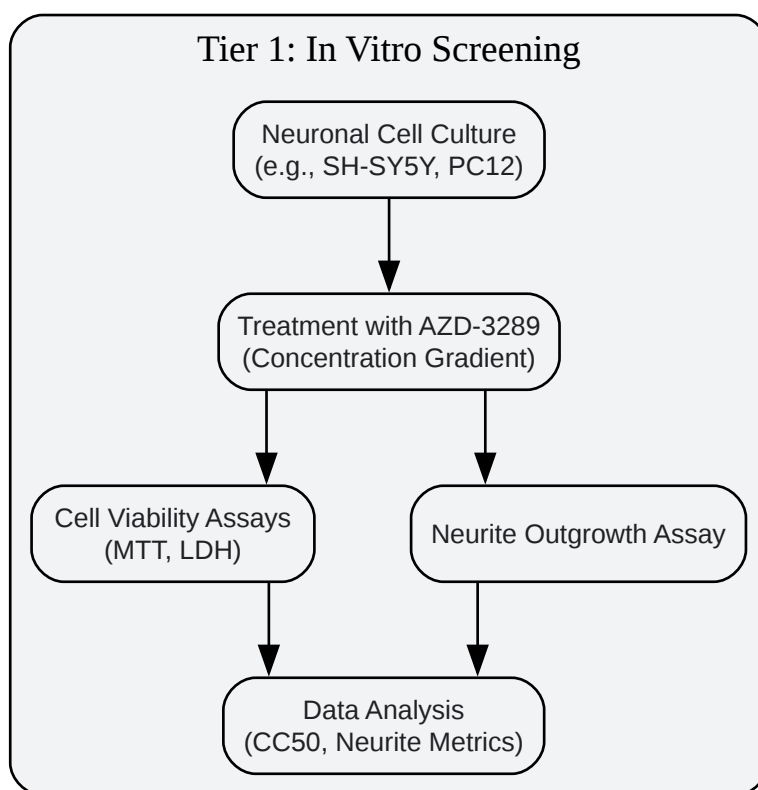 Tier 1: In Vitro Screening
Neuronal Cell Culture
(e.g., SH-SY5Y, PC12)
Treatment with AZD-3289
(Concentration Gradient)
Cell Viability Assays
(MTT, LDH)
Neurite Outgrowth Assay
Data Analysis
(CC50, Neurite Metrics)